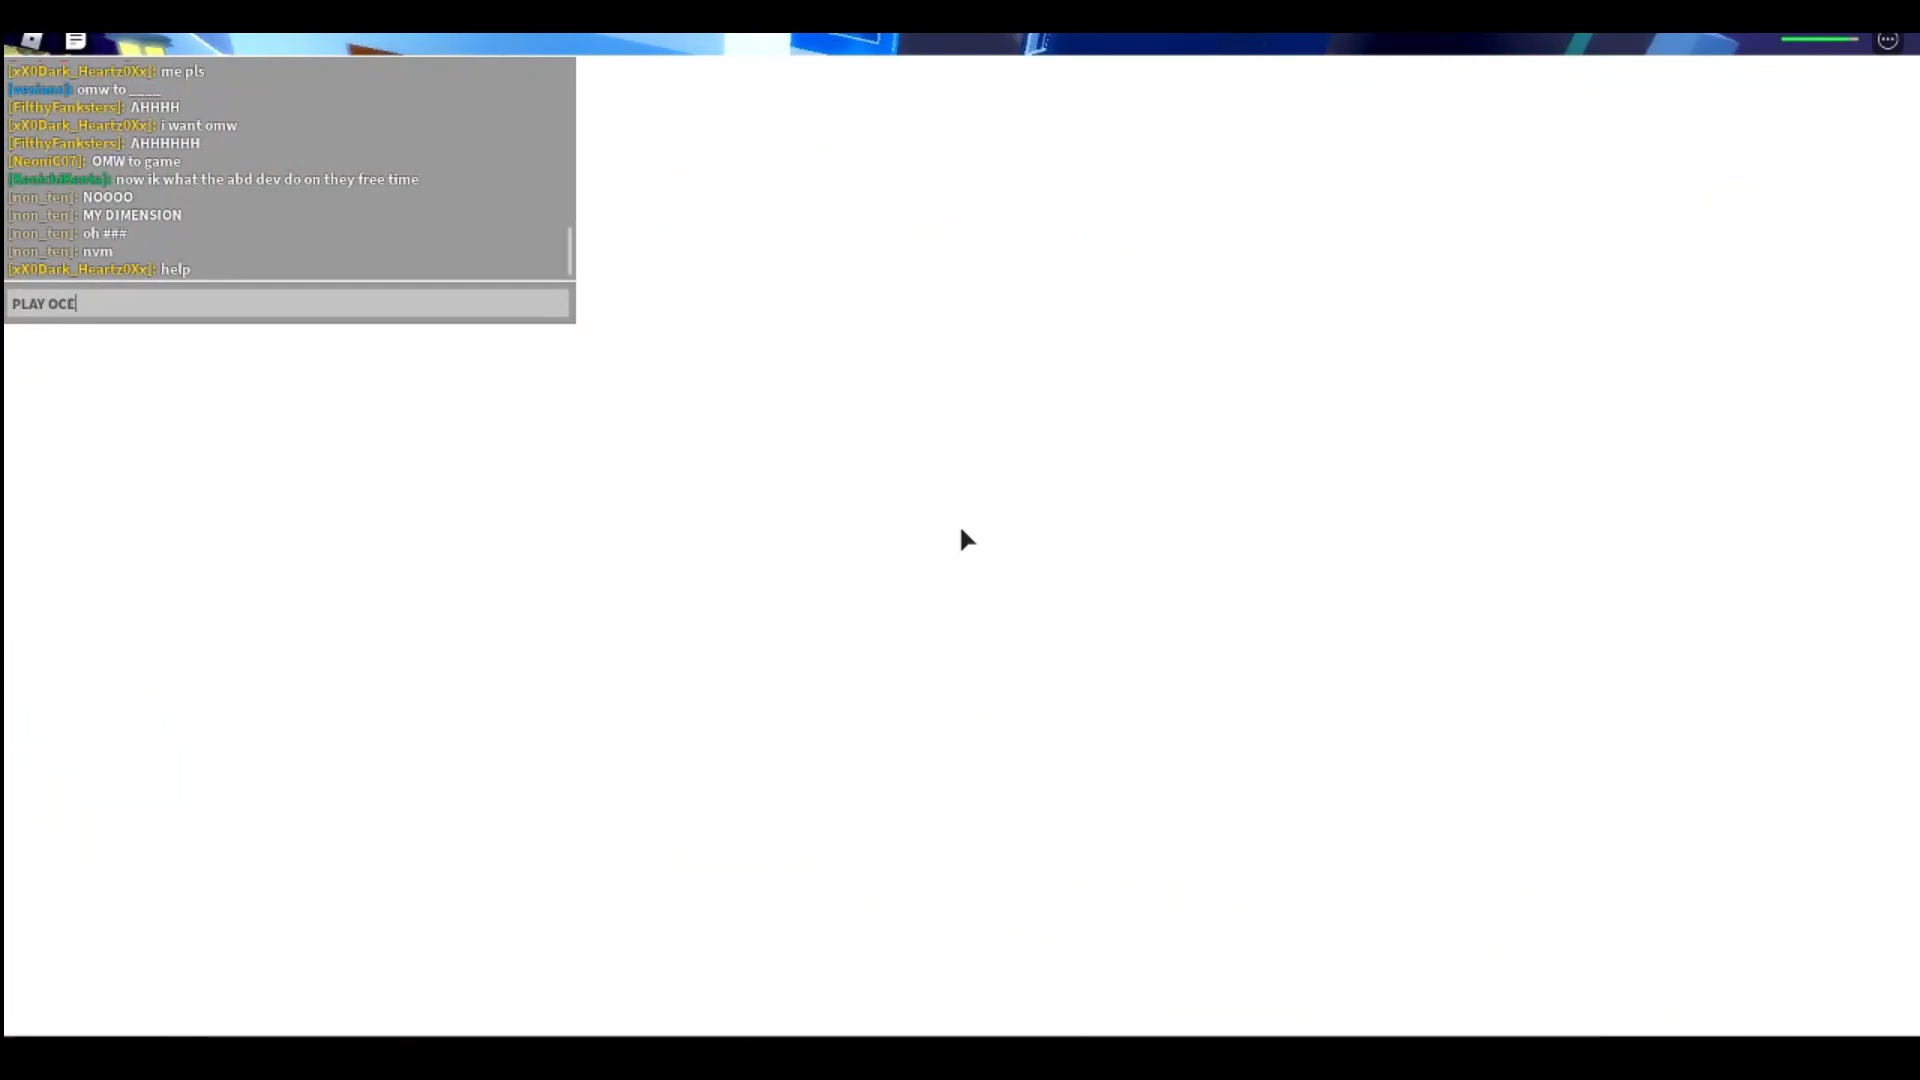 [xX0Dark_Heartz0Xx]: me pls
omw to ____
[FilthyFanksters]: AHHHH
[xX0Dark_Heartz0Xx]: i want omw
[FilthyFanksters]: AHHHHHH
[NeoniC07]: OMW to game
[KenichiKenta]: now ik what the abd dev do on they free time
[non_ten]: NOOOO
[non_ten]: MY DIMENSION
[non_ten]: oh ###
[non_ten]: nvm
[xX0Dark_Heartz0Xx]: help
PLAY OCE